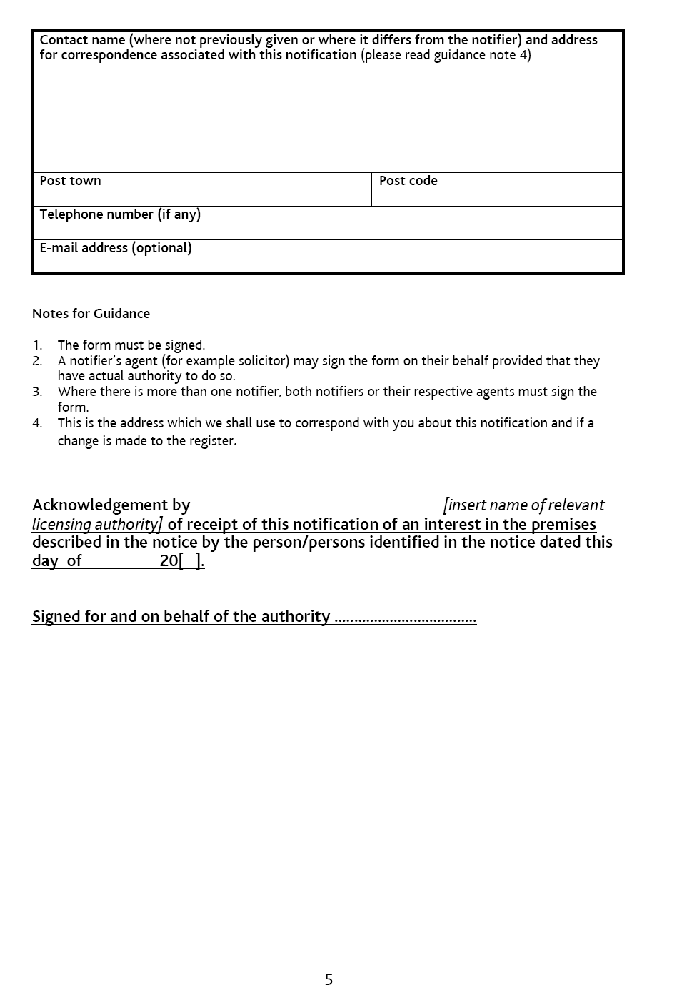 Contact name (where not previously given or where it differs from the notifier) and address
for correspondence associated with this notification (please read guidance note 4)
Post town
Post code
Telephone number (if any)
E-mail address (optional)
Notes for Guidance
1. The form must be signed.
2. A notifier’s agent (for example solicitor) may sign the form on their behalf provided that they
have actual authority to do so.
3. Where there is more than one notifier, both notifiers or their respective agents must sign the
form.
4. This is the address which we shall use to correspond with you about this notification and if a
change is made to the register.
Acknowledgement by [insert name of relevant
licensing authority] of receipt of this notification of an interest in the premises
described in the notice by the person/persons identified in the notice dated this
day of 20[ ].
Signed for and on behalf of the authority ....................................
5